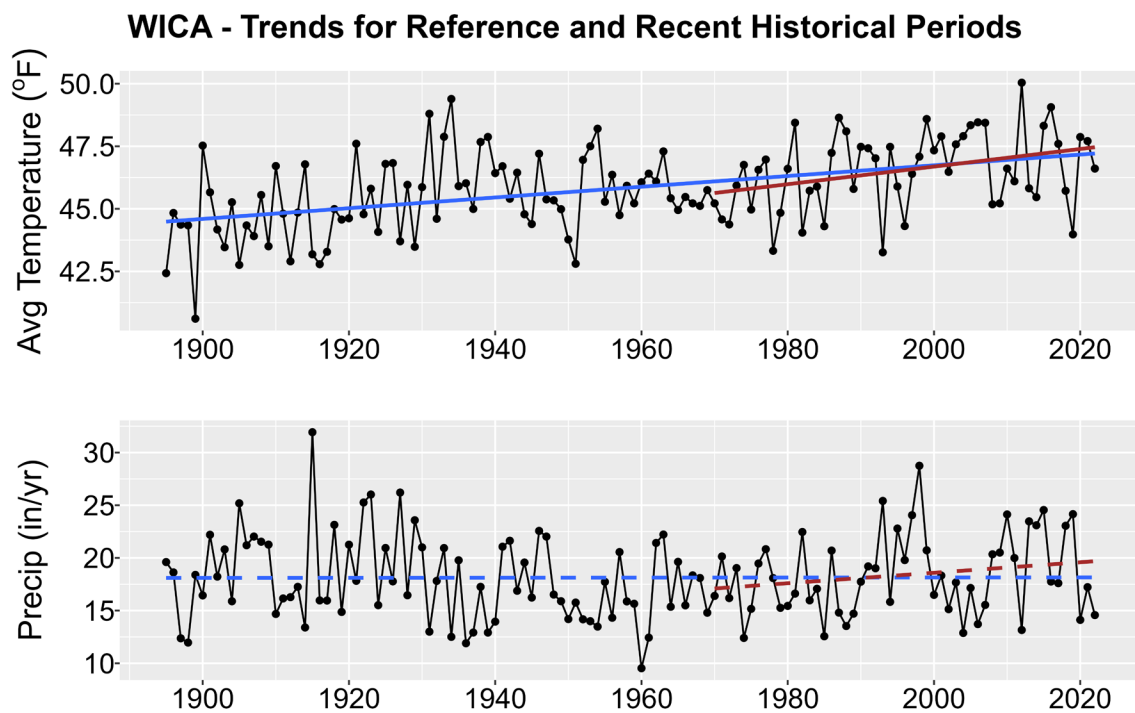 WICA - Trends for Reference and Recent Historical Periods
Avg Temperature (°F)
50.0
47.5
45.0
42.5
1900 1920 1940 1960 1980 2000 2020
Precip (in/yr)
30
25
20
15
10
1900 1920 1940 1960 1980 2000 2020